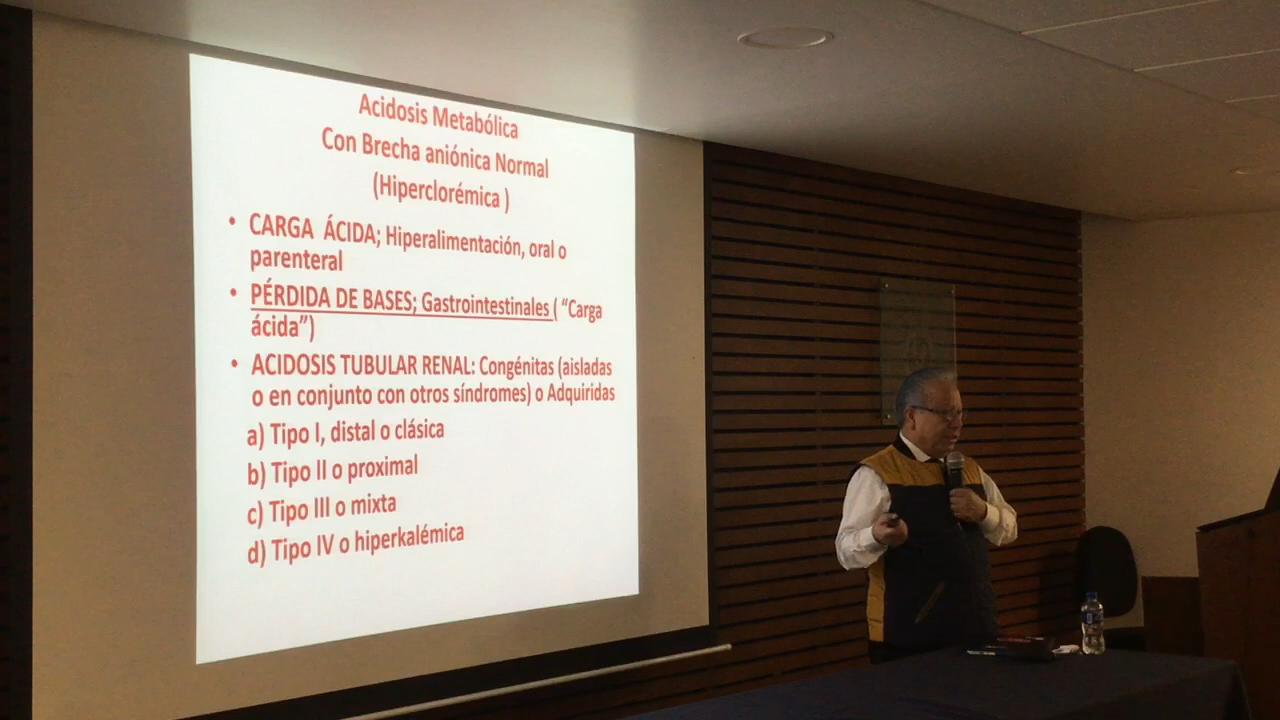 Acidosis Metabólica
Con Brecha aniónica Normal
(Hiperclorémica )
• CARGA ÁCIDA; Hiperalimentación, oral o
parenteral
• PÉRDIDA DE BASES; Gastrointestinales ( “Carga
ácida”)
• ACIDOSIS TUBULAR RENAL: Congénitas (aisladas
o en conjunto con otros síndromes) o Adquiridas
a) Tipo I, distal o clásica
b) Tipo II o proximal
c) Tipo III o mixta
d) Tipo IV o hiperkalémica